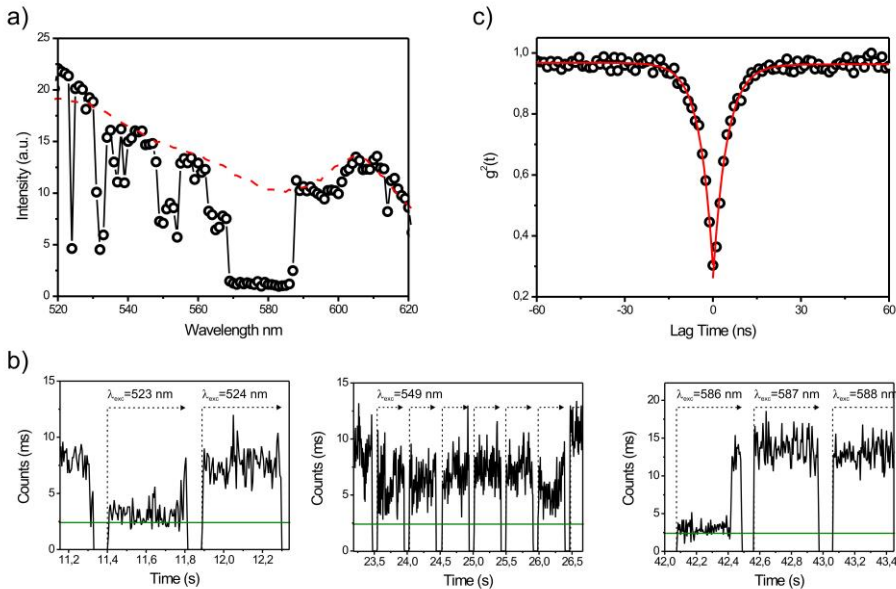 a)
25
20
15
10
5
0
Intensity (a.u.)
520 540 560 580 600 620
Wavelength nm
c)
1,0
0,8
0,6
0,4
0,2
g²(t)
-60 -30 0 30 60
Lag Time (ns)
b)
15
10
5
0
Counts (ms)
λexc=523 nm λexc=524 nm
11,2 11,4 11,6 11,8 12,0 12,2
Time (s)
15
10
5
0
Counts (ms)
λexc=549 nm
23,5 24,0 24,5 25,0 25,5 26,0 26,5
Time (s)
20
15
10
5
0
Counts (ms)
λexc=586 nm λexc=587 nm λexc=588 nm
42,0 42,2 42,4 42,6 42,8 43,0 43,2 43,4
Time (s)